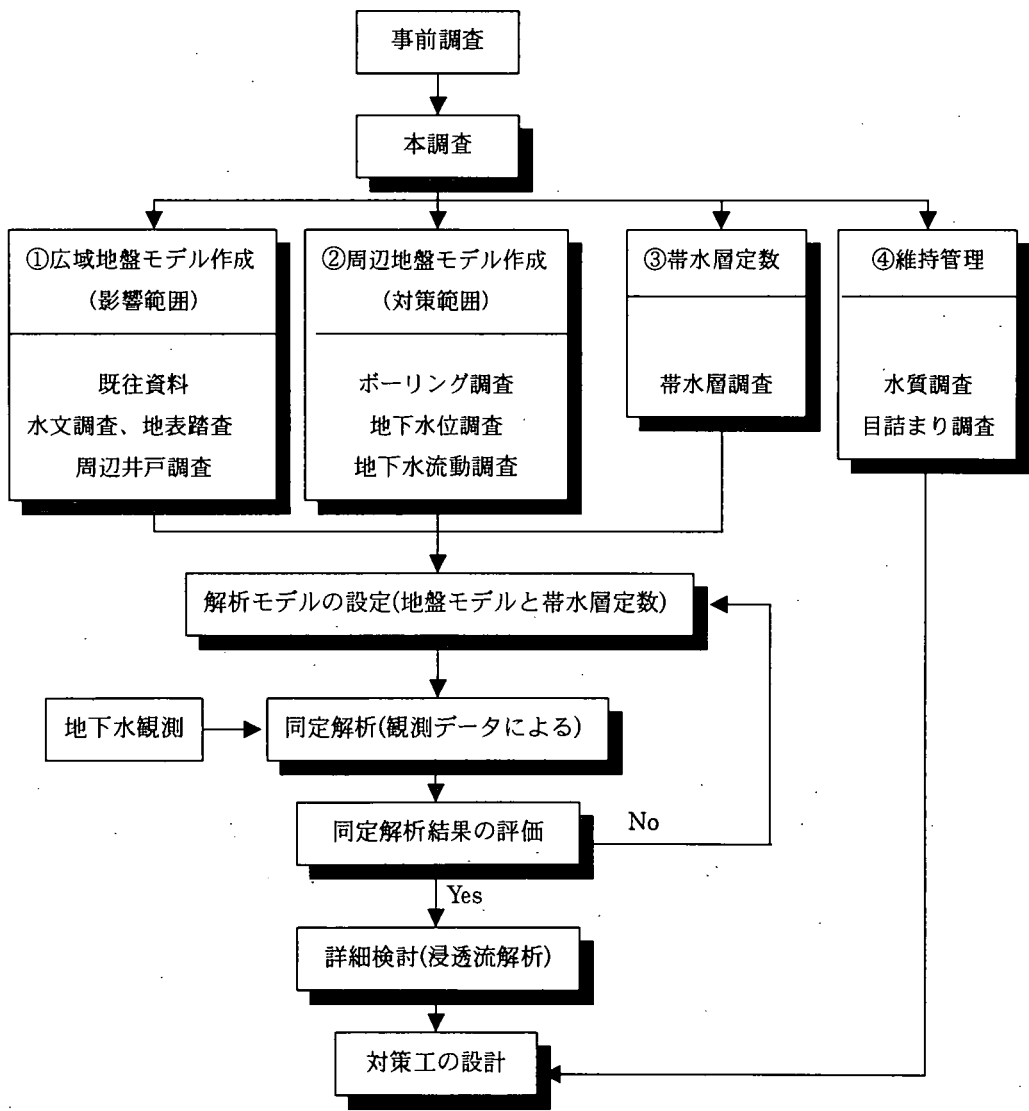 事前調査
本調査
①広域地盤モデル作成
(影響範囲)
既往資料
水文調査、地表踏査
周辺井戸調査
②周辺地盤モデル作成
(対策範囲)
ボーリング調査
地下水位調査
地下水流動調査
③帯水層定数
帯水層調査
④維持管理
水質調査
目詰まり調査
解析モデルの設定(地盤モデルと帯水層定数)
地下水観測
同定解析(観測データによる)
同定解析結果の評価
No
Yes
詳細検討(浸透流解析)
対策工の設計